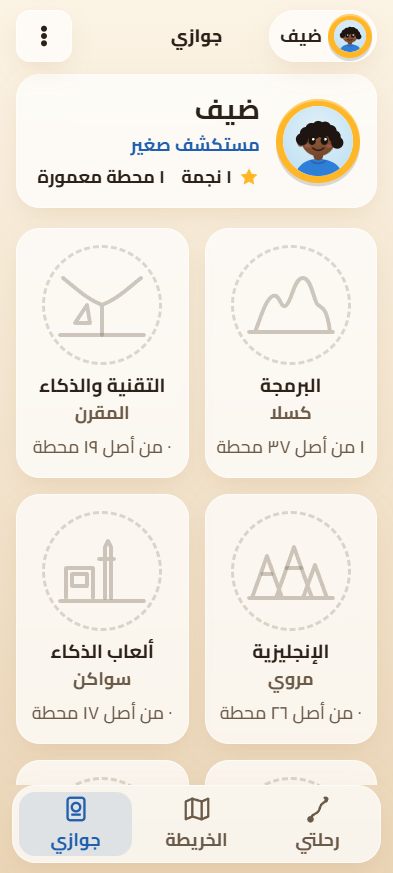 ضيف
جوازي
ضيف
مستكشف صغير
١ نجمة ١ محطة معمورة
البرمجة
كسلا
١ من أصل ٣٧ محطة
التقنية والذكاء
المقرن
٠ من أصل ١٩ محطة
الإنجليزية
مروي
٠ من أصل ٢٦ محطة
ألعاب الذكاء
سواكن
٠ من أصل ١٧ محطة
رحلتي
الخريطة
جوازي